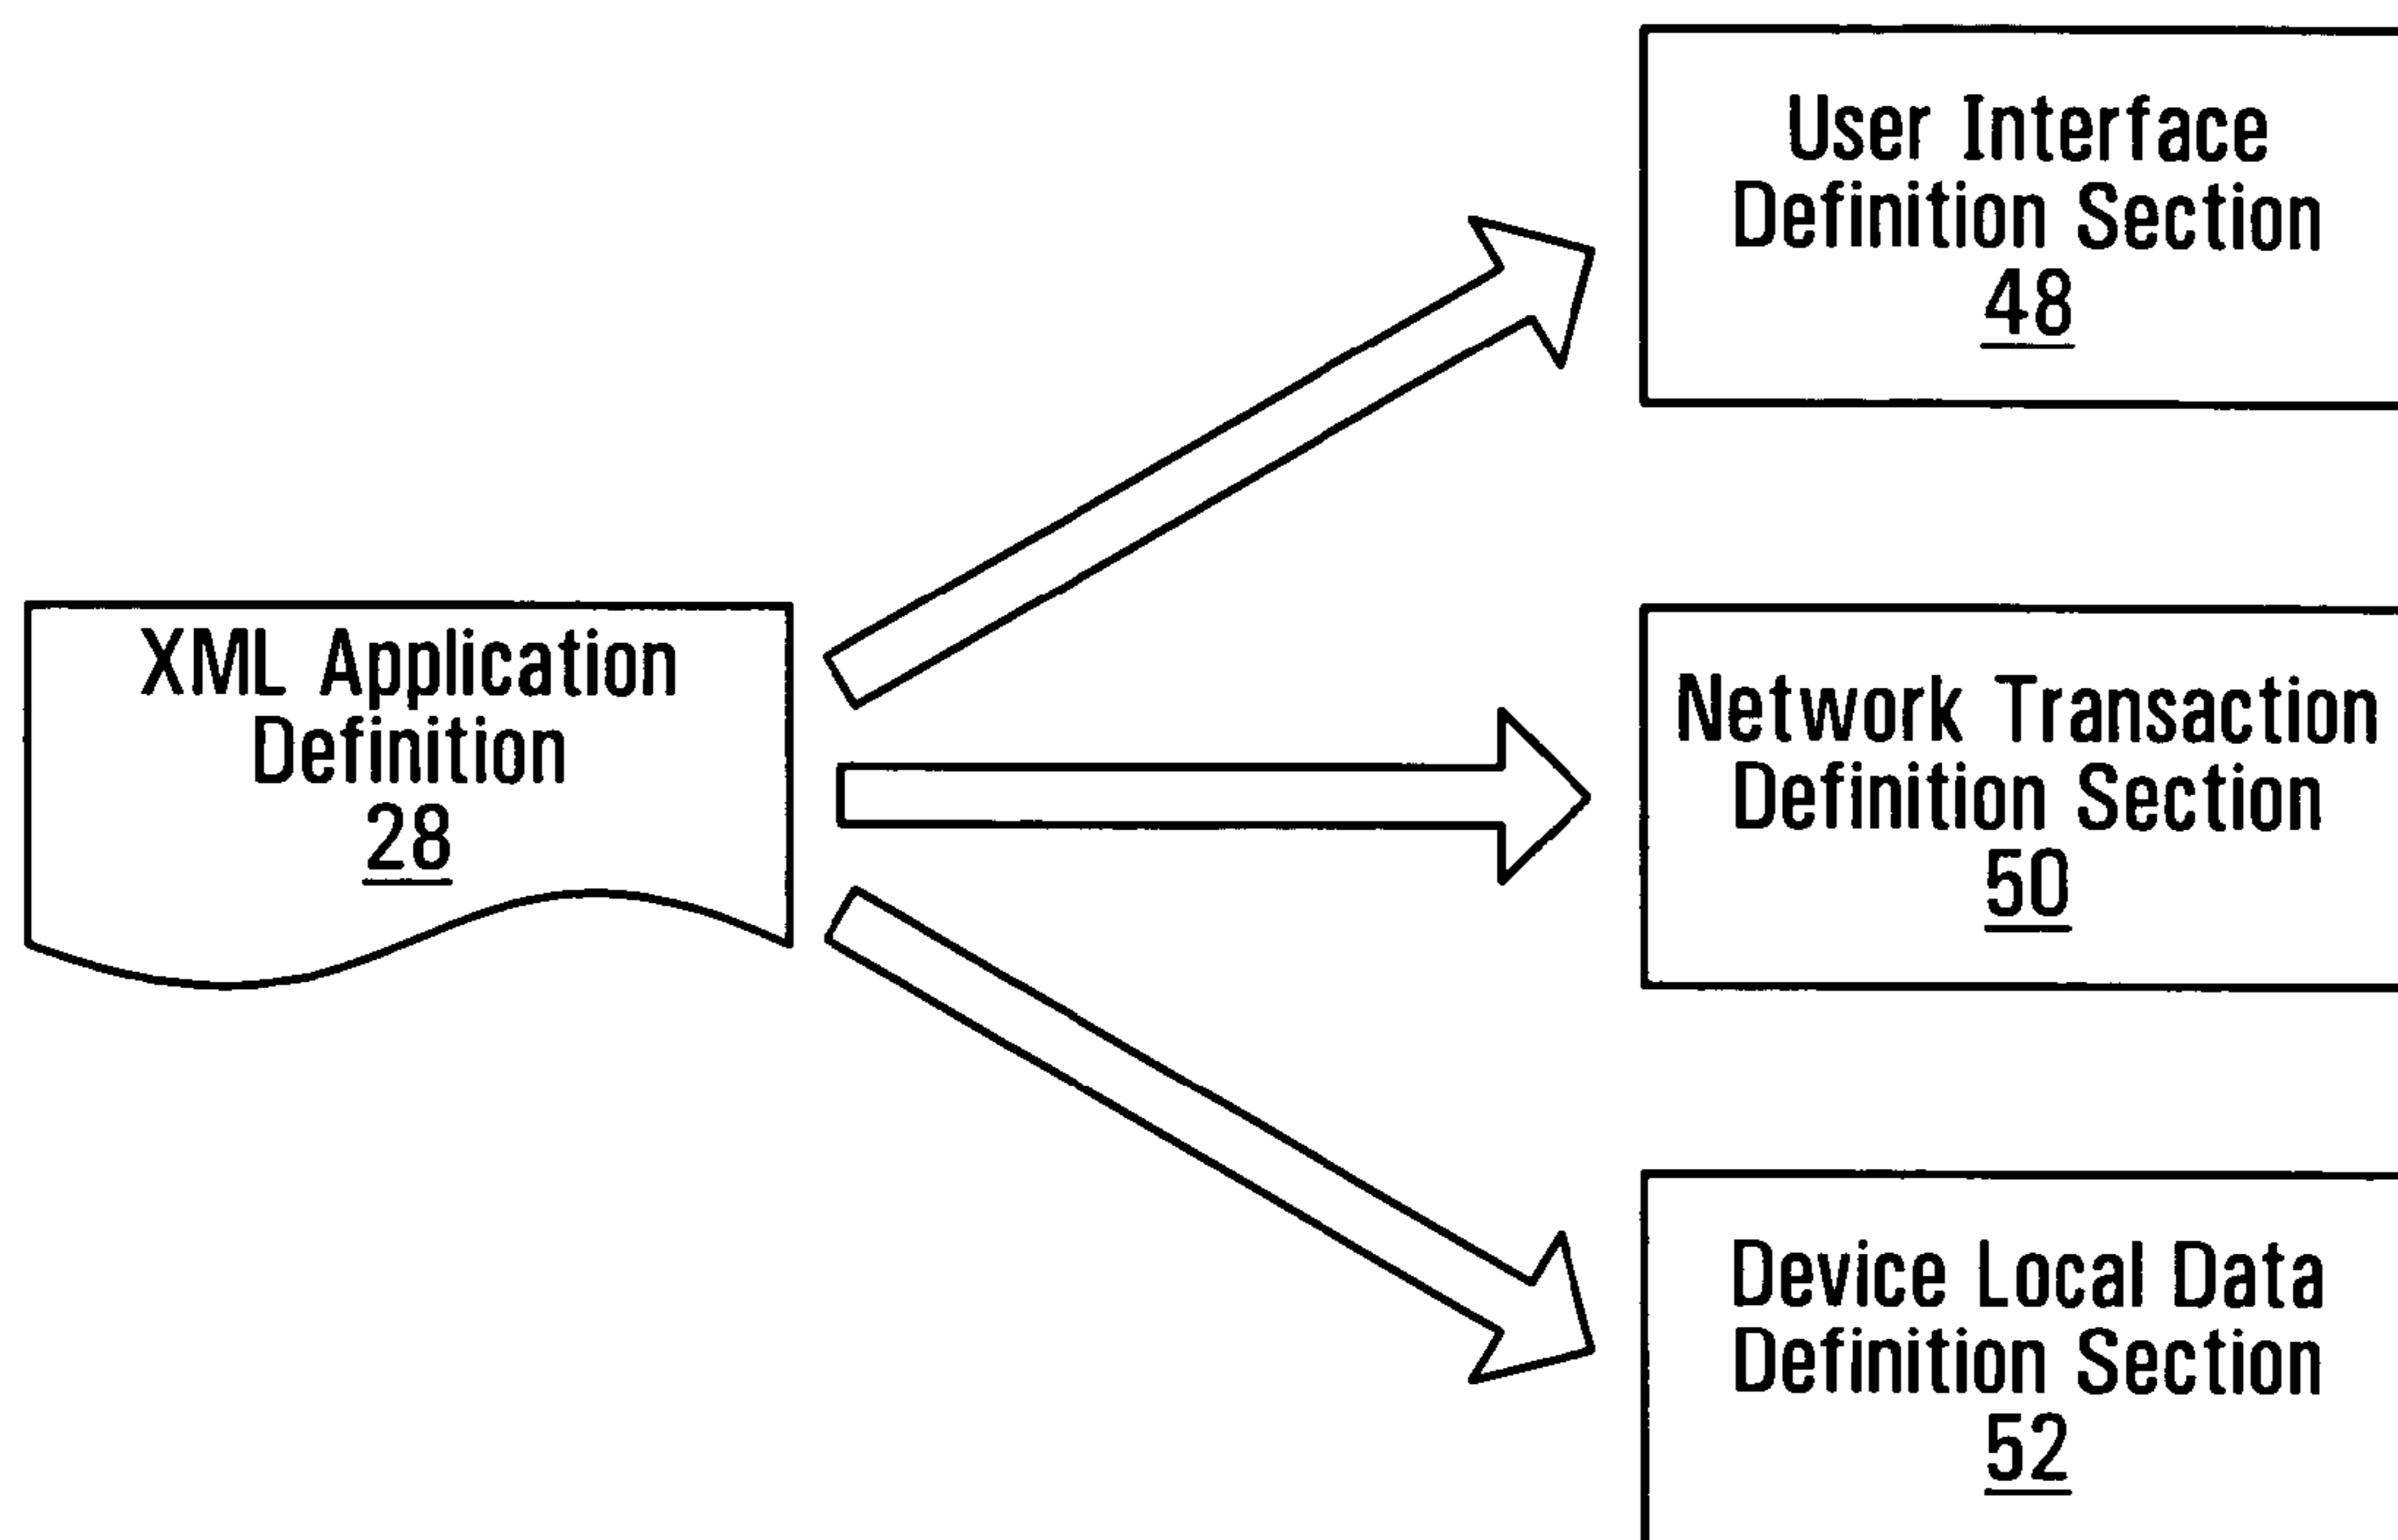 User Interface
Definition Section
48
XML Application
Definition
28
Network Transaction
Definition Section
50
Device Local Data
Definition Section
52